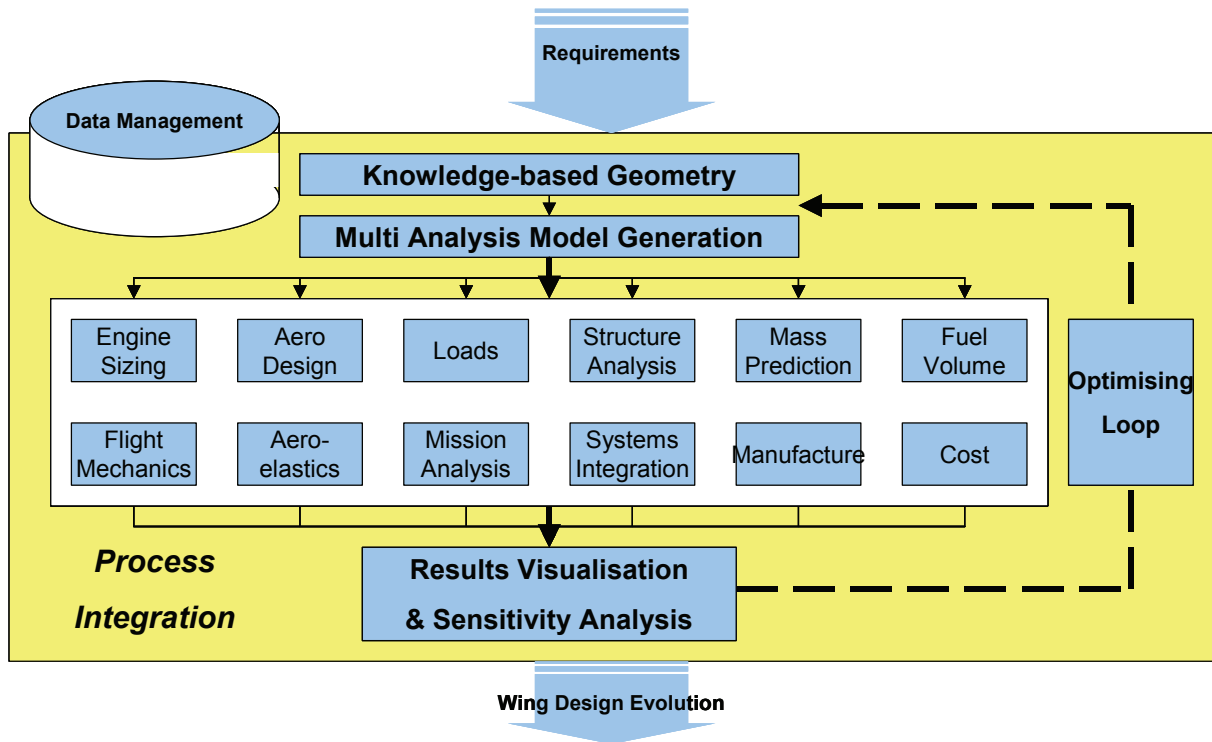 Requirements
Data Management
Knowledge-based Geometry
Multi Analysis Model Generation
Engine
Sizing
Aero
Design
Loads
Structure
Analysis
Mass
Prediction
Fuel
Volume
Flight
Mechanics
Aero-
elastics
Mission
Analysis
Systems
Integration
Manufacture
Cost
Optimising
Loop
Process
Integration
Results Visualisation
& Sensitivity Analysis
Wing Design Evolution